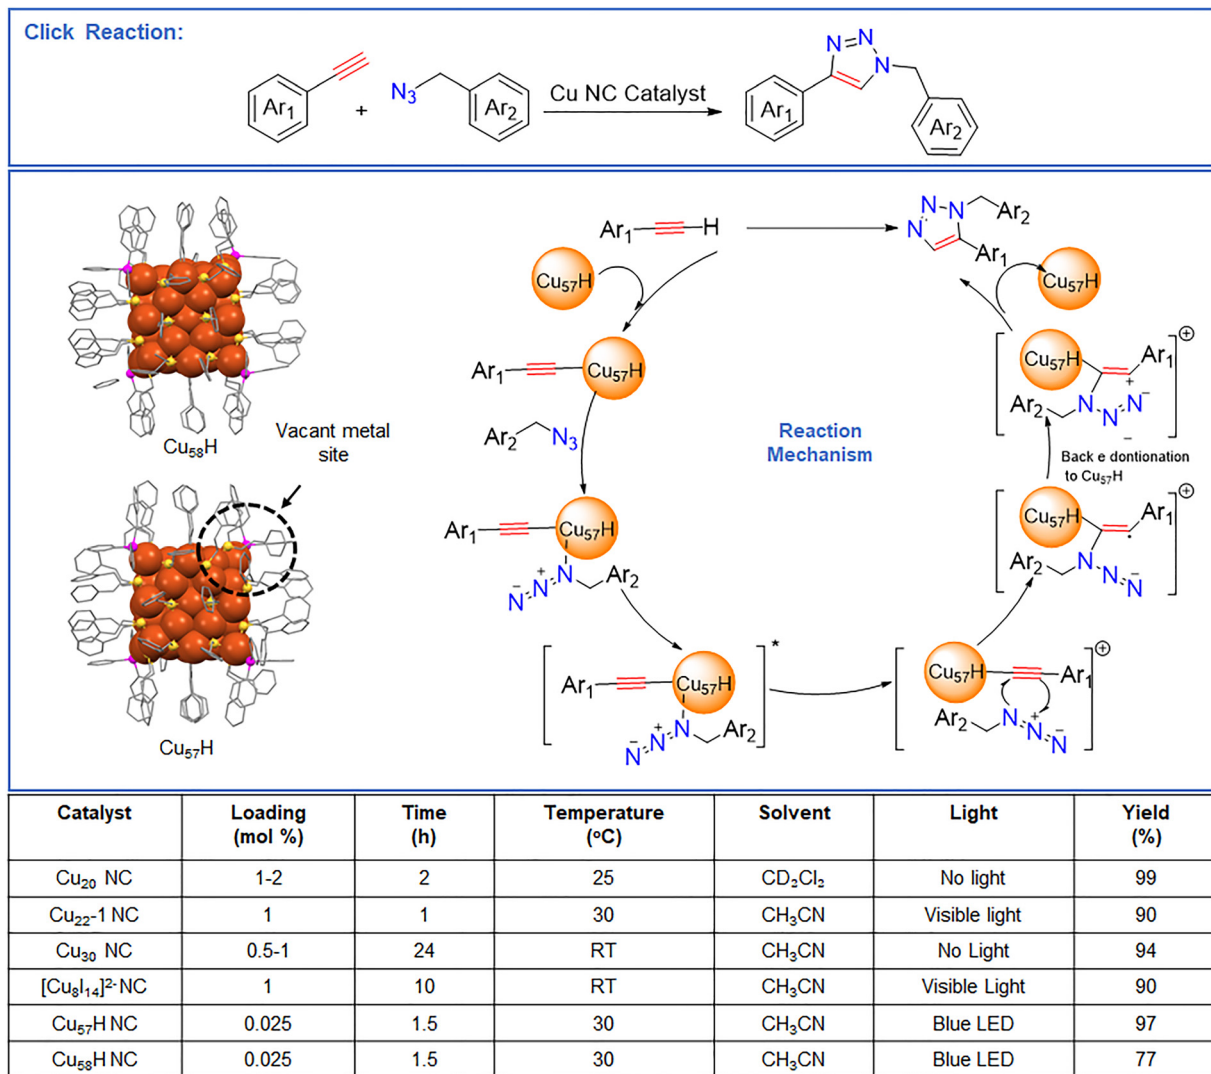 Click Reaction:
Ar1
+
N3
Ar2
Cu NC Catalyst
N
N
N
Ar1
Ar2
Cu58H
Vacant metal
site
Cu57H
Ar1
H
Cu57H
Ar1
Cu57H
Ar2
N3
Ar1
Cu57H
N
N
+
N
−
Ar2
[
Ar1
Cu57H
N
N
+
N
−
Ar2
]*
[
Cu57H
Ar1
Ar2
N
N
+
N
−
]⊕
[
Cu57H
Ar1
.
Ar2
N
N
N
−
]⊕
Back e dontionation
−
to Cu57H
[
Cu57H
Ar1
+
Ar2
N
N
N
−
]⊕
Cu57H
N
N
N
Ar2
Ar1
Reaction
Mechanism
Catalyst Loading (mol %) Time (h) Temperature (oC) Solvent Light Yield (%)
Cu20 NC 1-2 2 25 CD2Cl2 No light 99
Cu22-1 NC 1 1 30 CH3CN Visible light 90
Cu30 NC 0.5-1 24 RT CH3CN No Light 94
[Cu8I14]2- NC 1 10 RT CH3CN Visible Light 90
Cu57H NC 0.025 1.5 30 CH3CN Blue LED 97
Cu58H NC 0.025 1.5 30 CH3CN Blue LED 77